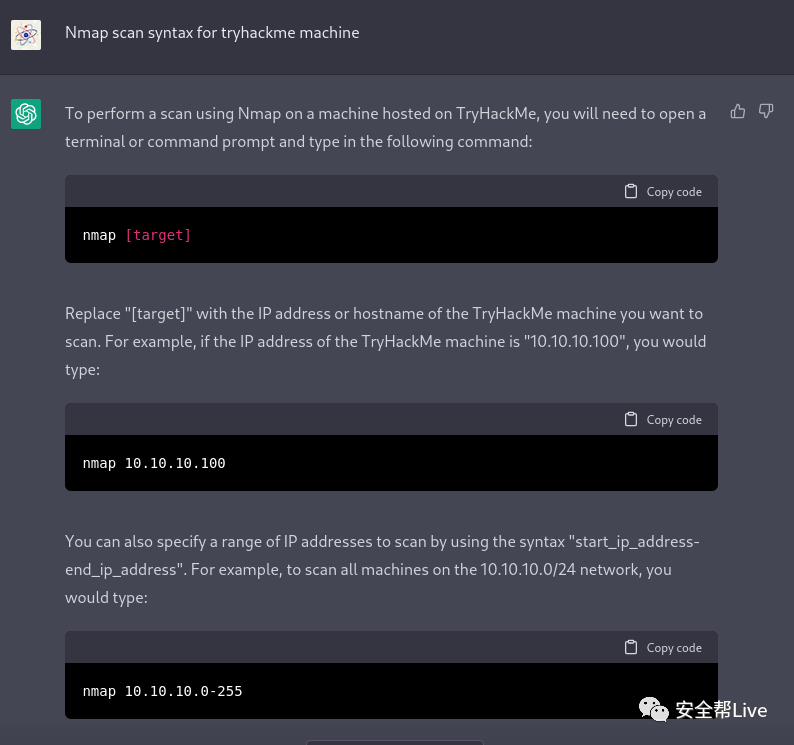 Nmap scan syntax for tryhackme machine
To perform a scan using Nmap on a machine hosted on TryHackMe, you will need to open a
terminal or command prompt and type in the following command:
Copy code
nmap [target]
Replace "[target]" with the IP address or hostname of the TryHackMe machine you want to
scan. For example, if the IP address of the TryHackMe machine is "10.10.10.100", you would
type:
Copy code
nmap 10.10.10.100
You can also specify a range of IP addresses to scan by using the syntax "start_ip_address-
end_ip_address". For example, to scan all machines on the 10.10.10.0/24 network, you
would type:
Copy code
nmap 10.10.10.0-255
安全帮Live